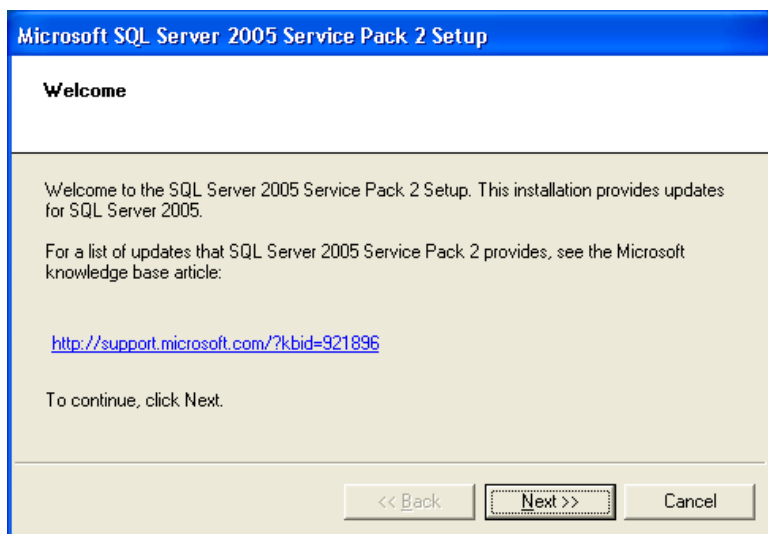 Microsoft SQL Server 2005 Service Pack 2 Setup
Welcome
Welcome to the SQL Server 2005 Service Pack 2 Setup. This installation provides updates
for SQL Server 2005.
For a list of updates that SQL Server 2005 Service Pack 2 provides, see the Microsoft
knowledge base article:
http://support.microsoft.com/?kbid=921896
To continue, click Next.
<< Back Next >> Cancel